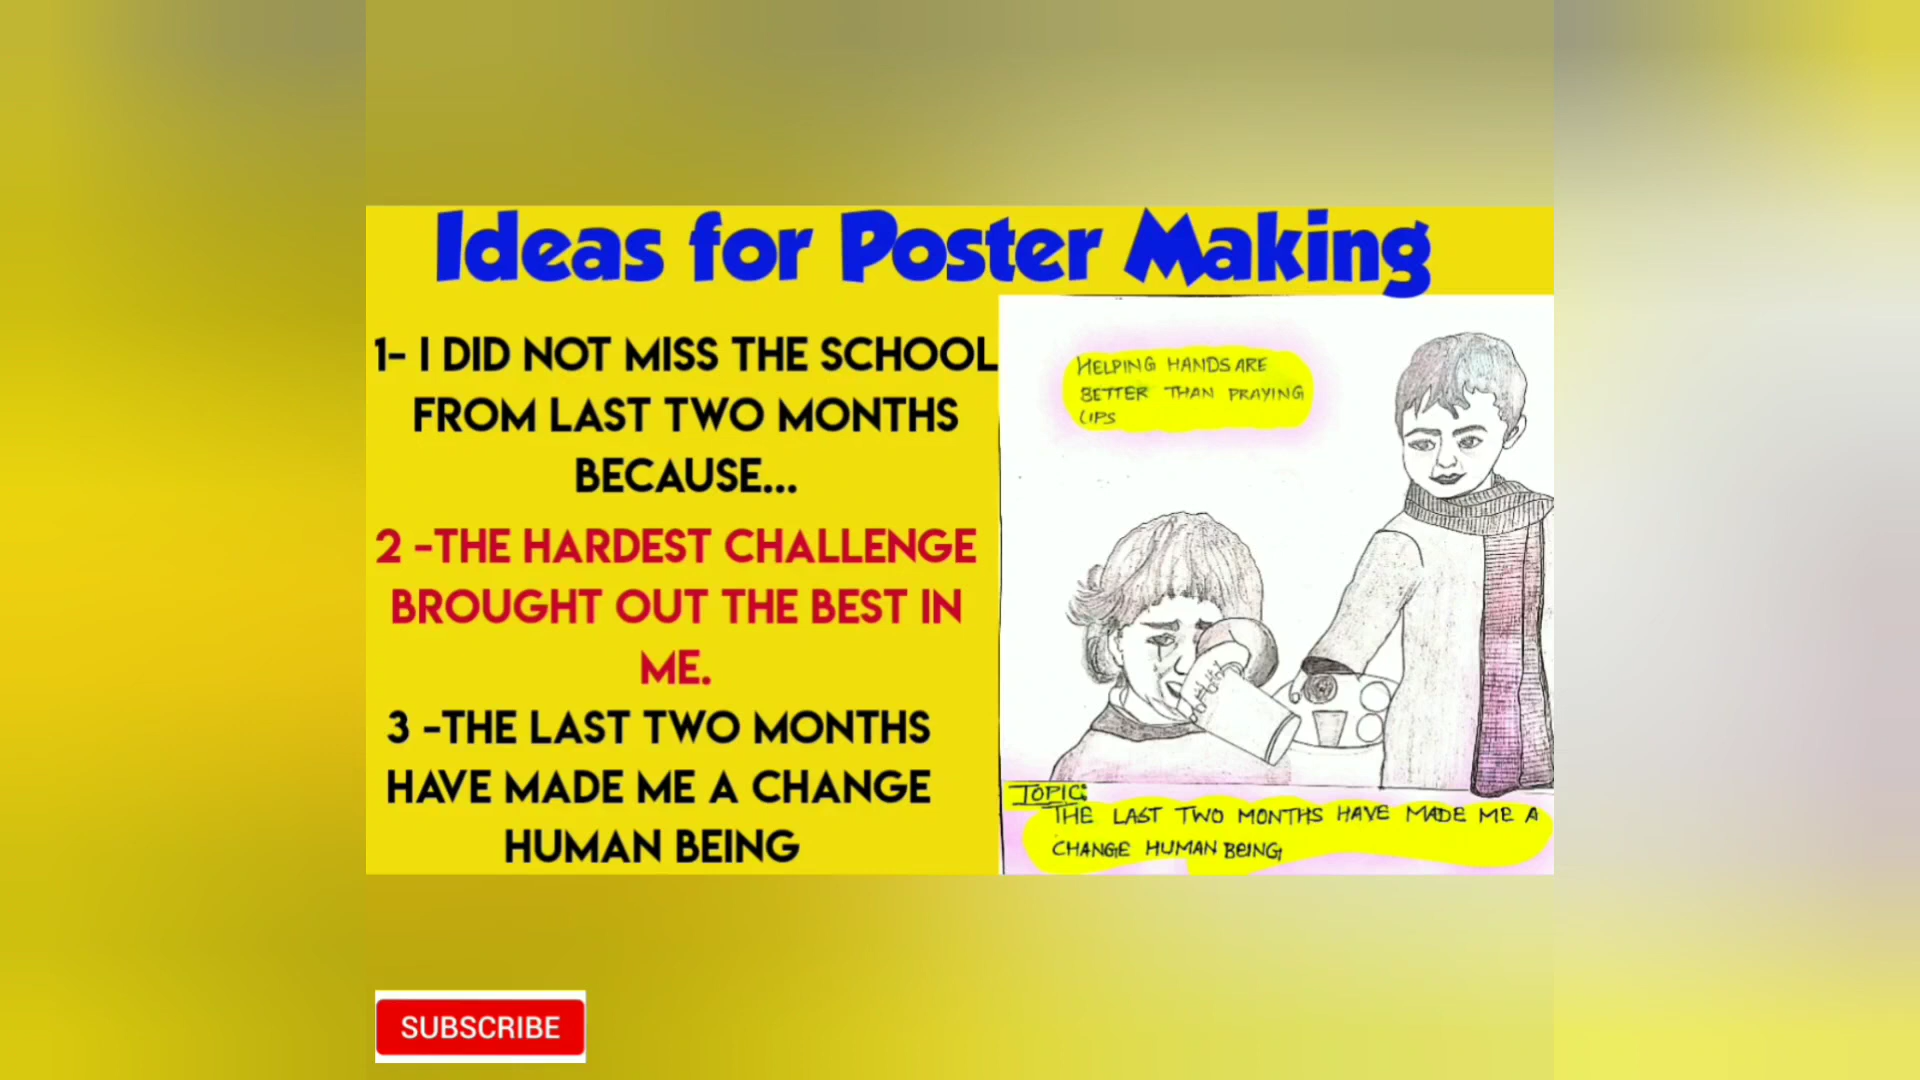 Ideas for Poster Making
1- I DID NOT MISS THE SCHOOL
FROM LAST TWO MONTHS
BECAUSE...
2 -THE HARDEST CHALLENGE
BROUGHT OUT THE BEST IN
ME.
3 -THE LAST TWO MONTHS
HAVE MADE ME A CHANGE
HUMAN BEING
HELPING HANDS ARE
BETTER THAN PRAYING
LIPS
TOPIC:
THE LAST TWO MONTHS HAVE MADE ME A
CHANGE HUMAN BEING
SUBSCRIBE